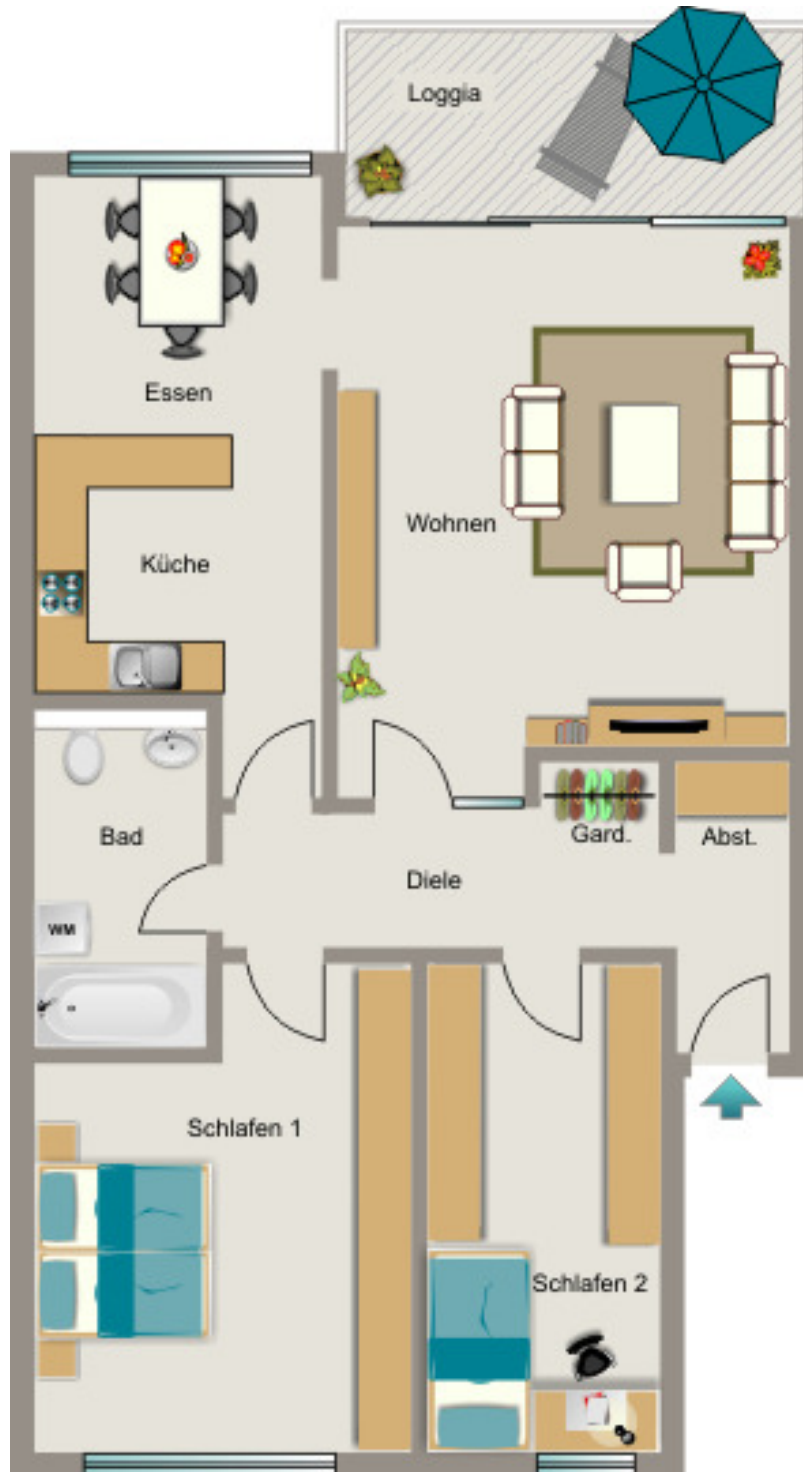 Loggia
Essen
Wohnen
Küche
Bad
Gard.
Abst.
Diele
WM
Schlafen 1
Schlafen 2